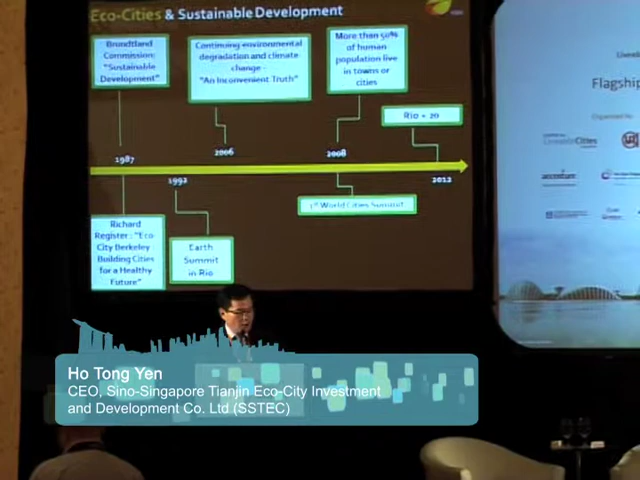 Eco-Cities & Sustainable Development
Brundtland
Commission:
"Sustainable
Development"
Continuing environmental
degradation and climate
change -
"An Inconvenient Truth"
More than 50%
of human
population live
in towns or
cities
Rio + 20
1987
2006
2008
1992
2012
1st World Cities Summit
Richard
Register : "Eco
City Berkeley
Building Cities
for a Healthy
Future"
Earth
Summit
in Rio
Flagship
LiveableCities
accenture
Ho Tong Yen
CEO, Sino-Singapore Tianjin Eco-City Investment
and Development Co. Ltd (SSTEC)